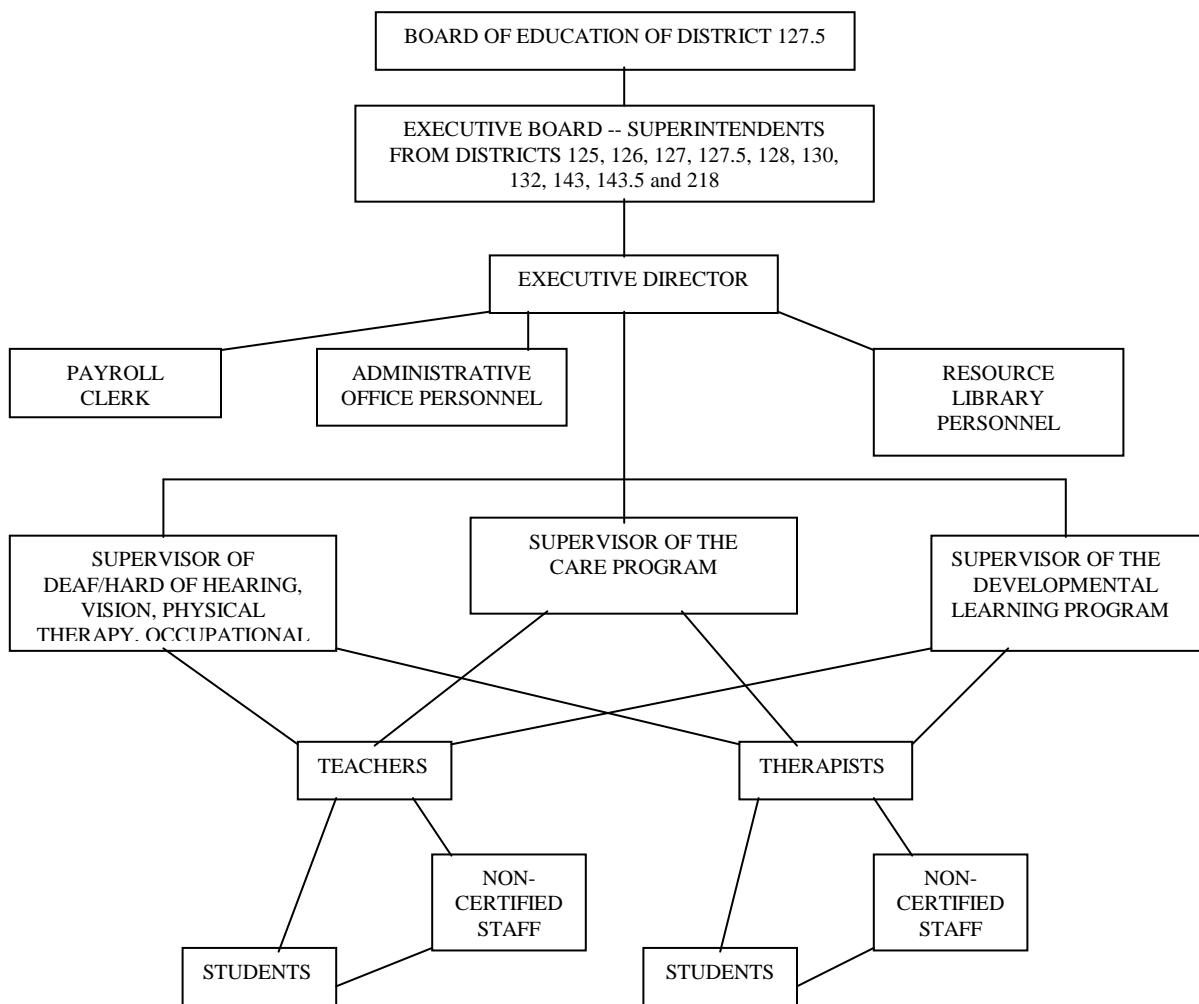 BOARD OF EDUCATION OF DISTRICT 127.5
EXECUTIVE BOARD -- SUPERINTENDENTS
FROM DISTRICTS 125, 126, 127, 127.5, 128, 130,
132, 143, 143.5 and 218
EXECUTIVE DIRECTOR
PAYROLL
CLERK
ADMINISTRATIVE
OFFICE PERSONNEL
RESOURCE
LIBRARY
PERSONNEL
SUPERVISOR OF
DEAF/HARD OF HEARING,
VISION, PHYSICAL
THERAPY, OCCUPATIONAL
SUPERVISOR OF THE
CARE PROGRAM
SUPERVISOR OF THE
DEVELOPMENTAL
LEARNING PROGRAM
TEACHERS
THERAPISTS
NON-
CERTIFIED
STAFF
NON-
CERTIFIED
STAFF
STUDENTS
STUDENTS